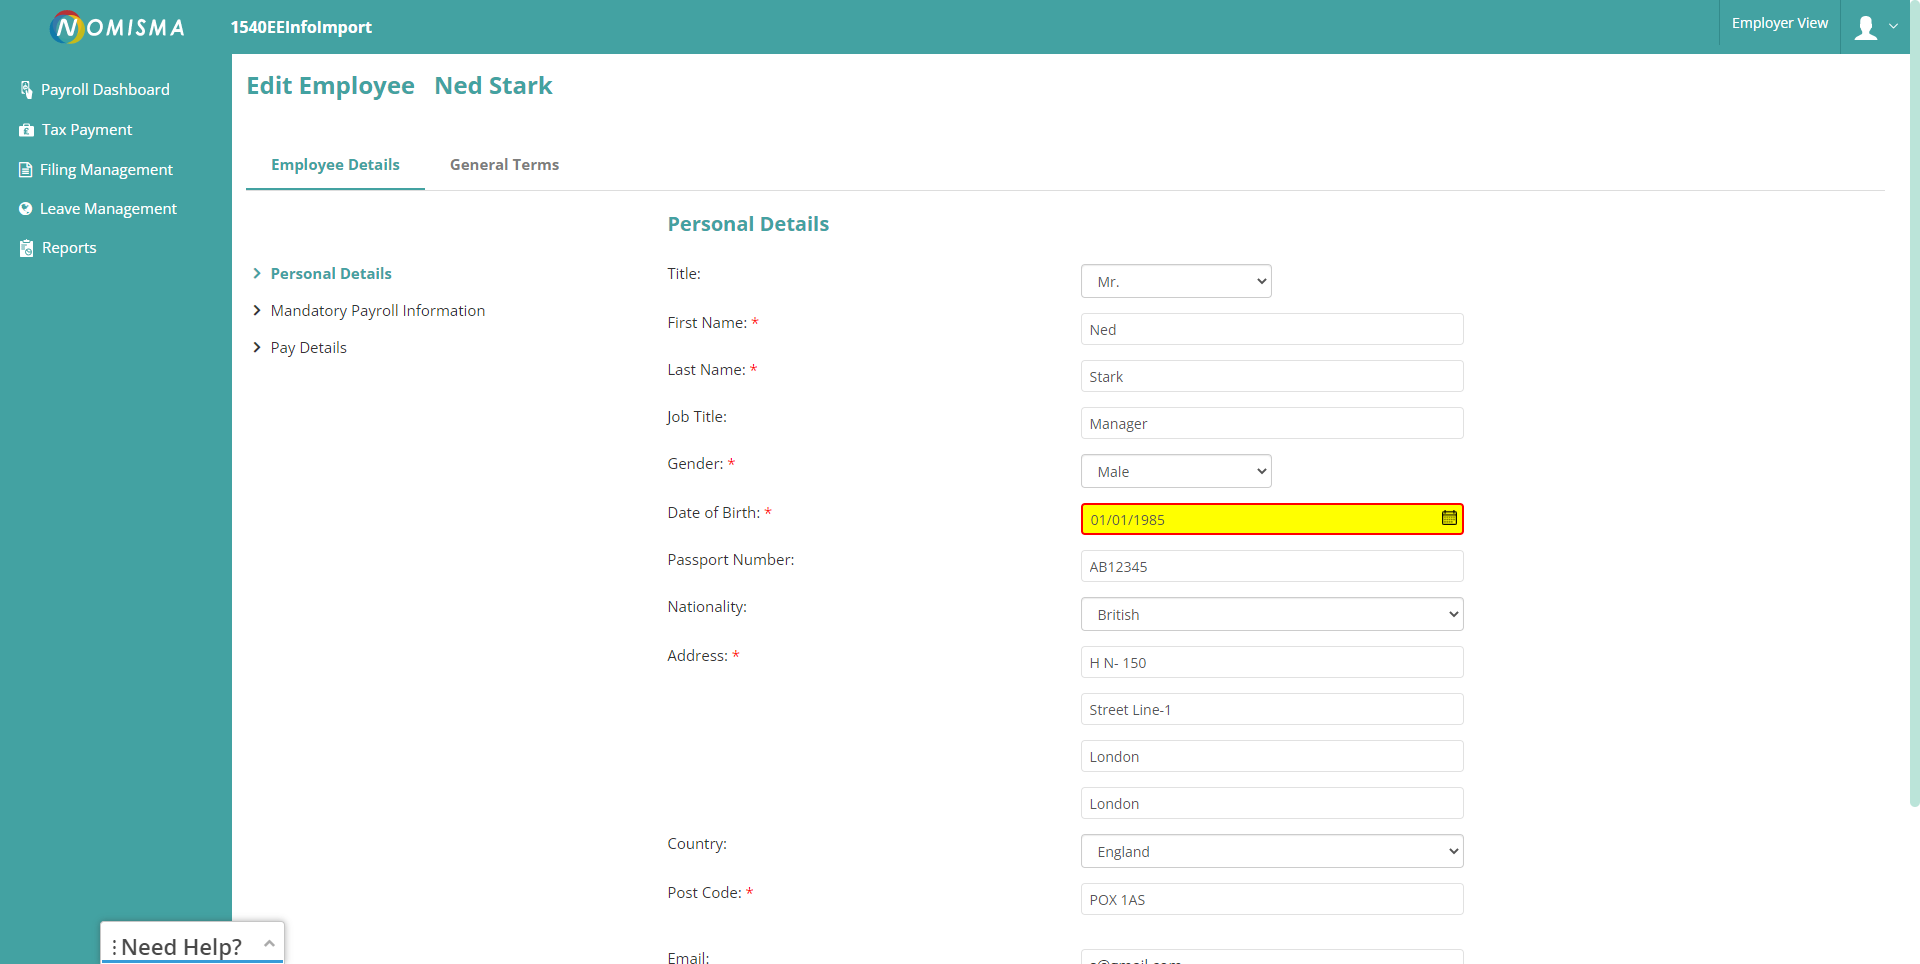 NOMISMA
1540EEInfoImport
Employer View
Payroll Dashboard
Tax Payment
Filing Management
Leave Management
Reports
Edit Employee Ned Stark
Employee Details
General Terms
Personal Details
Mandatory Payroll Information
Pay Details
Personal Details
Title: Mr.
First Name: * Ned
Last Name: * Stark
Job Title: Manager
Gender: * Male
Date of Birth: * 01/01/1985
Passport Number: AB12345
Nationality: British
Address: * H N- 150
Street Line-1
London
London
Country: England
Post Code: * POX 1AS
Email:
Need Help?